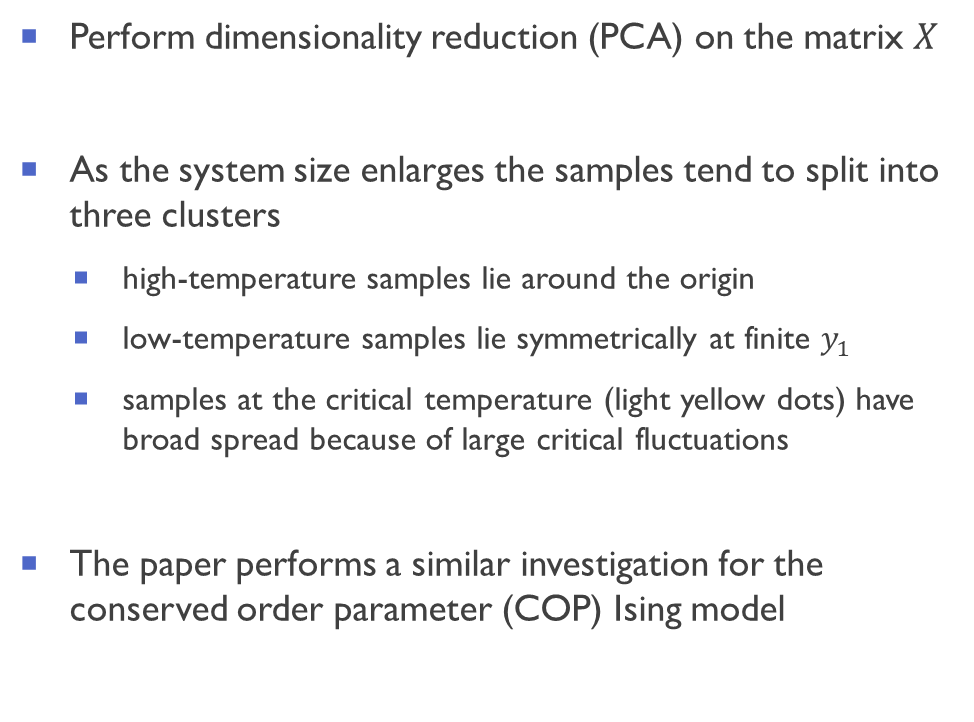 ▪ Perform dimensionality reduction (PCA) on the matrix 𝑋
▪ As the system size enlarges the samples tend to split into
three clusters
▪ high-temperature samples lie around the origin
▪ low-temperature samples lie symmetrically at finite 𝑦₁
▪ samples at the critical temperature (light yellow dots) have
broad spread because of large critical fluctuations
▪ The paper performs a similar investigation for the
conserved order parameter (COP) Ising model